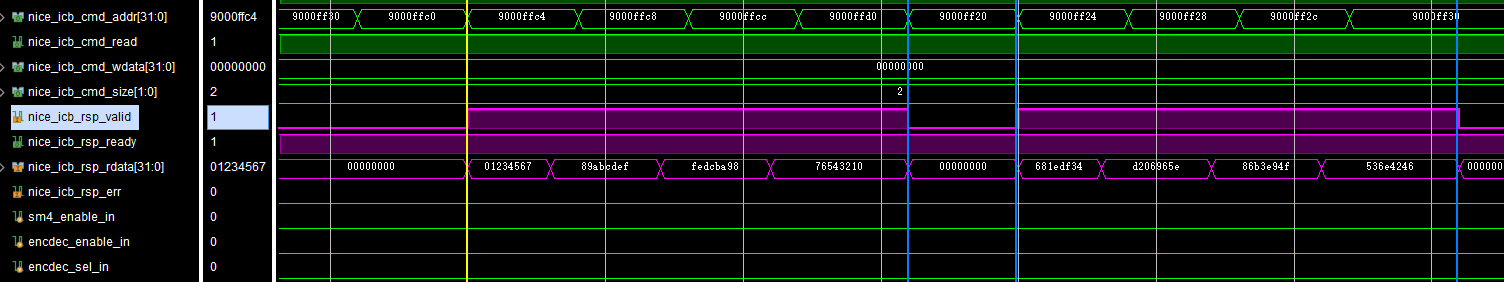 nice_icb_cmd_addr[31:0] 9000ffc4 9000ff30 9000ffc0 9000ffc4 9000ffc8 9000ffcc 9000ffd0 9000ff20 9000ff24 9000ff28 9000ff2c 9000ff30
nice_icb_cmd_read 1
nice_icb_cmd_wdata[31:0] 00000000 00000000
nice_icb_cmd_size[1:0] 2 2
nice_icb_rsp_valid 1
nice_icb_rsp_ready 1
nice_icb_rsp_rdata[31:0] 01234567 00000000 01234567 89abcdef fedcba98 76543210 00000000 681edf34 d206965e 86b3e94f 536e4246 000000
nice_icb_rsp_err 0
sm4_enable_in 0
encdec_enable_in 0
encdec_sel_in 0